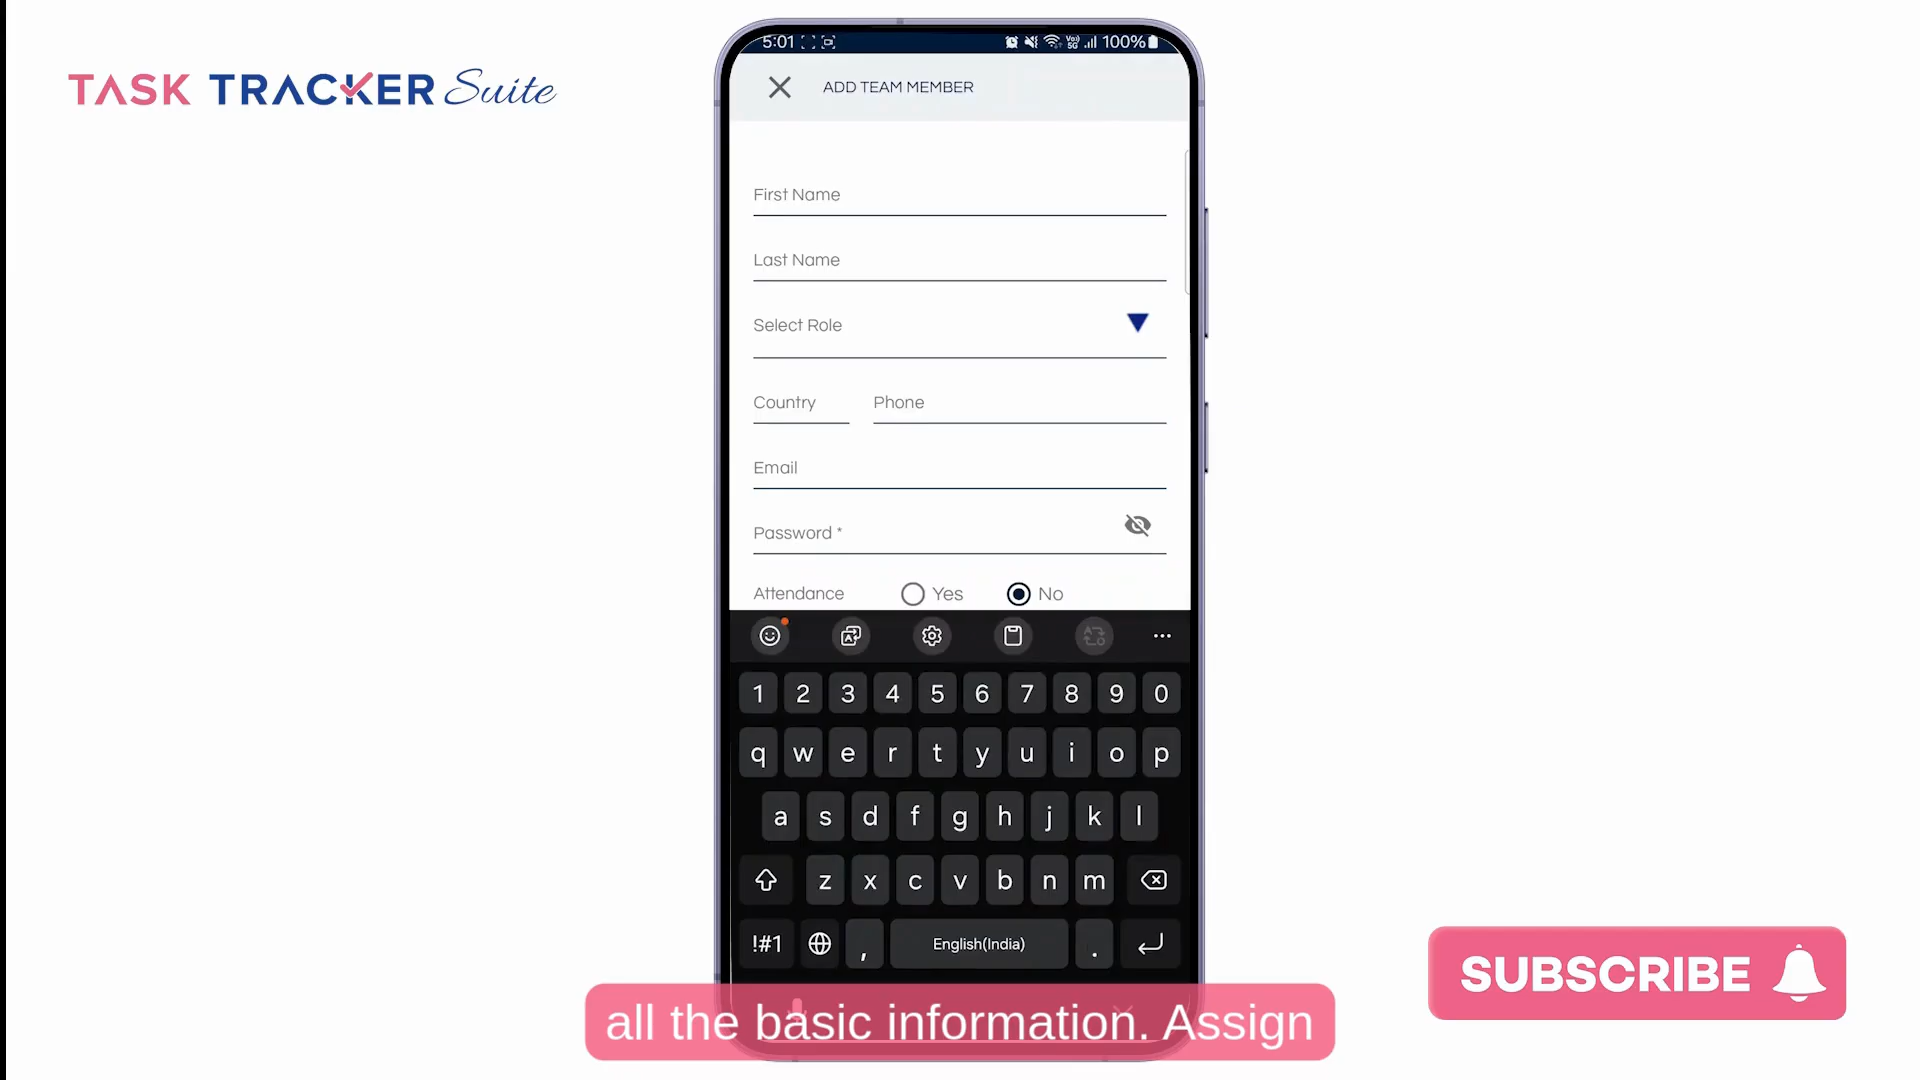 TASK TRACKER Suite
5:01
Vo)) 5G 100%
ADD TEAM MEMBER
First Name
Last Name
Select Role
Country Phone
Email
Password *
Attendance Yes No
1 2 3 4 5 6 7 8 9 0
q w e r t y u i o p
a s d f g h j k l
z x c v b n m
!#1 , English(India) .
SUBSCRIBE
all the basic information. Assign